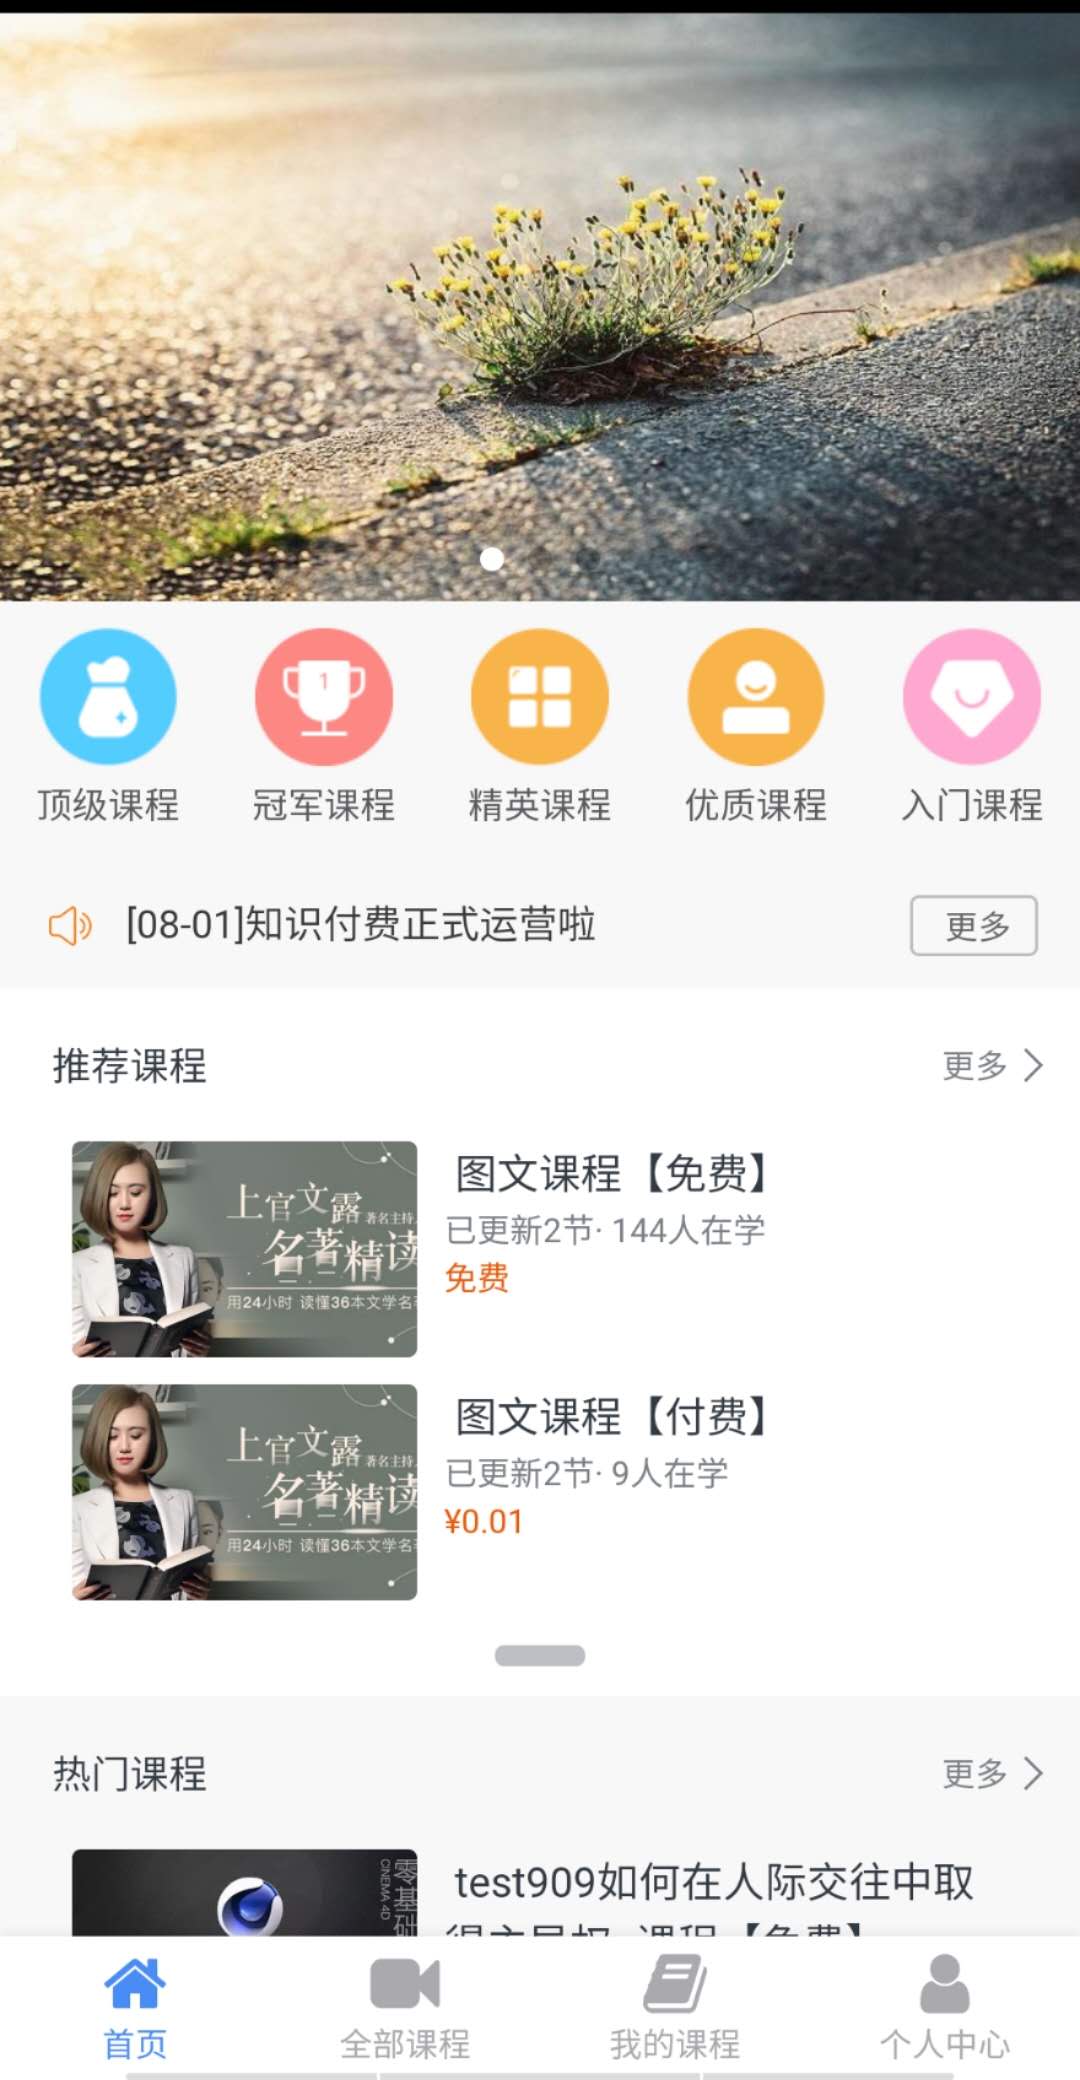 1
顶级课程
冠军课程
精英课程
优质课程
入门课程
[08-01]知识付费正式运营啦
更多
推荐课程
更多
上官文露
著名主持
名著精读
用24小时 读懂36本文学名
图文课程【免费】
已更新2节· 144人在学
免费
上官文露
著名主持
名著精读
用24小时 读懂36本文学名
图文课程【付费】
已更新2节· 9人在学
¥0.01
热门课程
更多
零基础
CINEMA 4D
test909如何在人际交往中取
课程【免费】
首页
全部课程
我的课程
个人中心